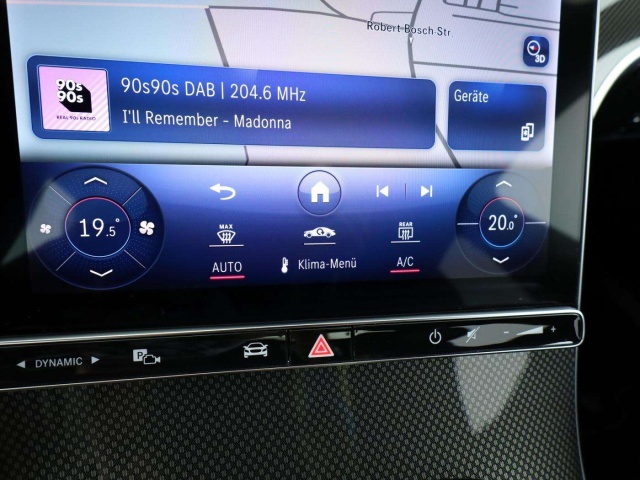 Robert Bosch Str
3D
90s
90s
REAL 90s RADIO
90s90s DAB | 204.6 MHz
I'll Remember - Madonna
Geräte
19.5°
20.0°
MAX
REAR
AUTO
Klima-Menü
A/C
DYNAMIC
P